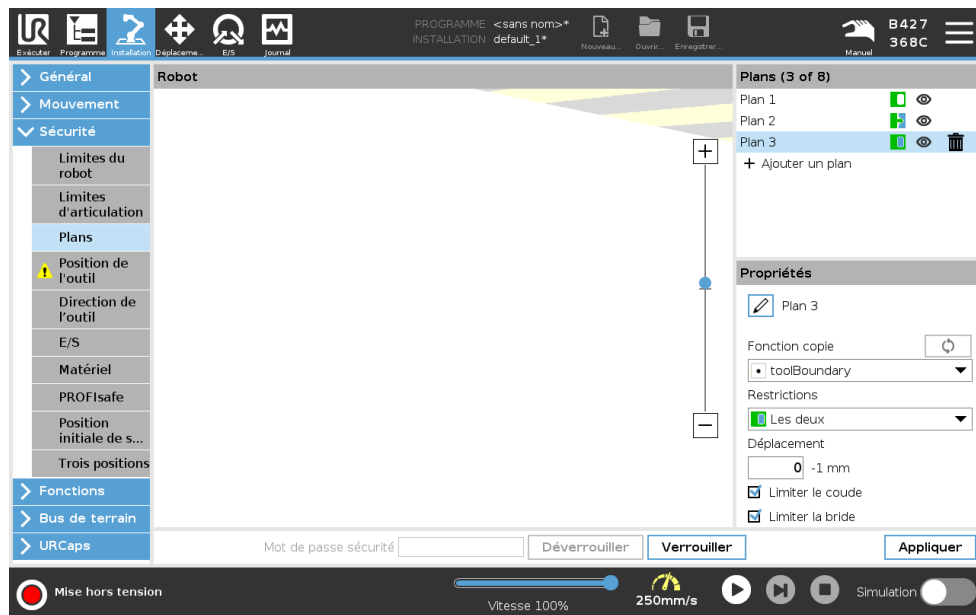 PROGRAMME <sans nom>*
INSTALLATION default_1*
Exécuter Programme Installation Déplaceme... E/S Journal
Nouveau... Ouvrir... Enregistrer...
Manuel
B427
368C
Général
Mouvement
Sécurité
Limites du
robot
Limites
d'articulation
Plans
Position de
l'outil
Direction de
l’outil
E/S
Matériel
PROFIsafe
Position
initiale de s...
Trois positions
Fonctions
Bus de terrain
URCaps
Robot
Plans (3 of 8)
Plan 1
Plan 2
Plan 3
+ Ajouter un plan
Propriétés
Plan 3
Fonction copie
toolBoundary
Restrictions
Les deux
Déplacement
0 -1 mm
Limiter le coude
Limiter la bride
Mot de passe sécurité
Déverrouiller
Verrouiller
Appliquer
Mise hors tension
Vitesse 100%
250mm/s
Simulation